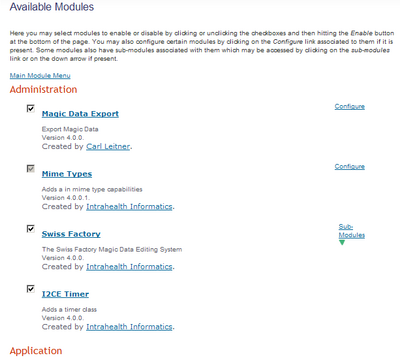 Available Modules
Here you may select modules to enable or disable by clicking or unclicking the checkboxes and then hitting the Enable button
at the bottom of the page. You may also configure certain modules by clicking on the Configure link associated to them if it is
present. Some modules also have sub-modules associated with them which may be accessed by clicking on the sub-modules
link or on the down arrow if present.
Main Module Menu
Administration
Magic Data Export Configure
Export Magic Data
Version 4.0.0.
Created by Carl Leitner.
Mime Types Configure
Adds a in mime type capabilities
Version 4.0.0.1.
Created by Intrahealth Informatics.
Swiss Factory Sub-
Modules
The Swiss Factory Magic Data Editing System
Version 4.0.0.
Created by Intrahealth Informatics.
I2CE Timer
Adds a timer class
Version 4.0.0.
Created by Intrahealth Informatics.
Application